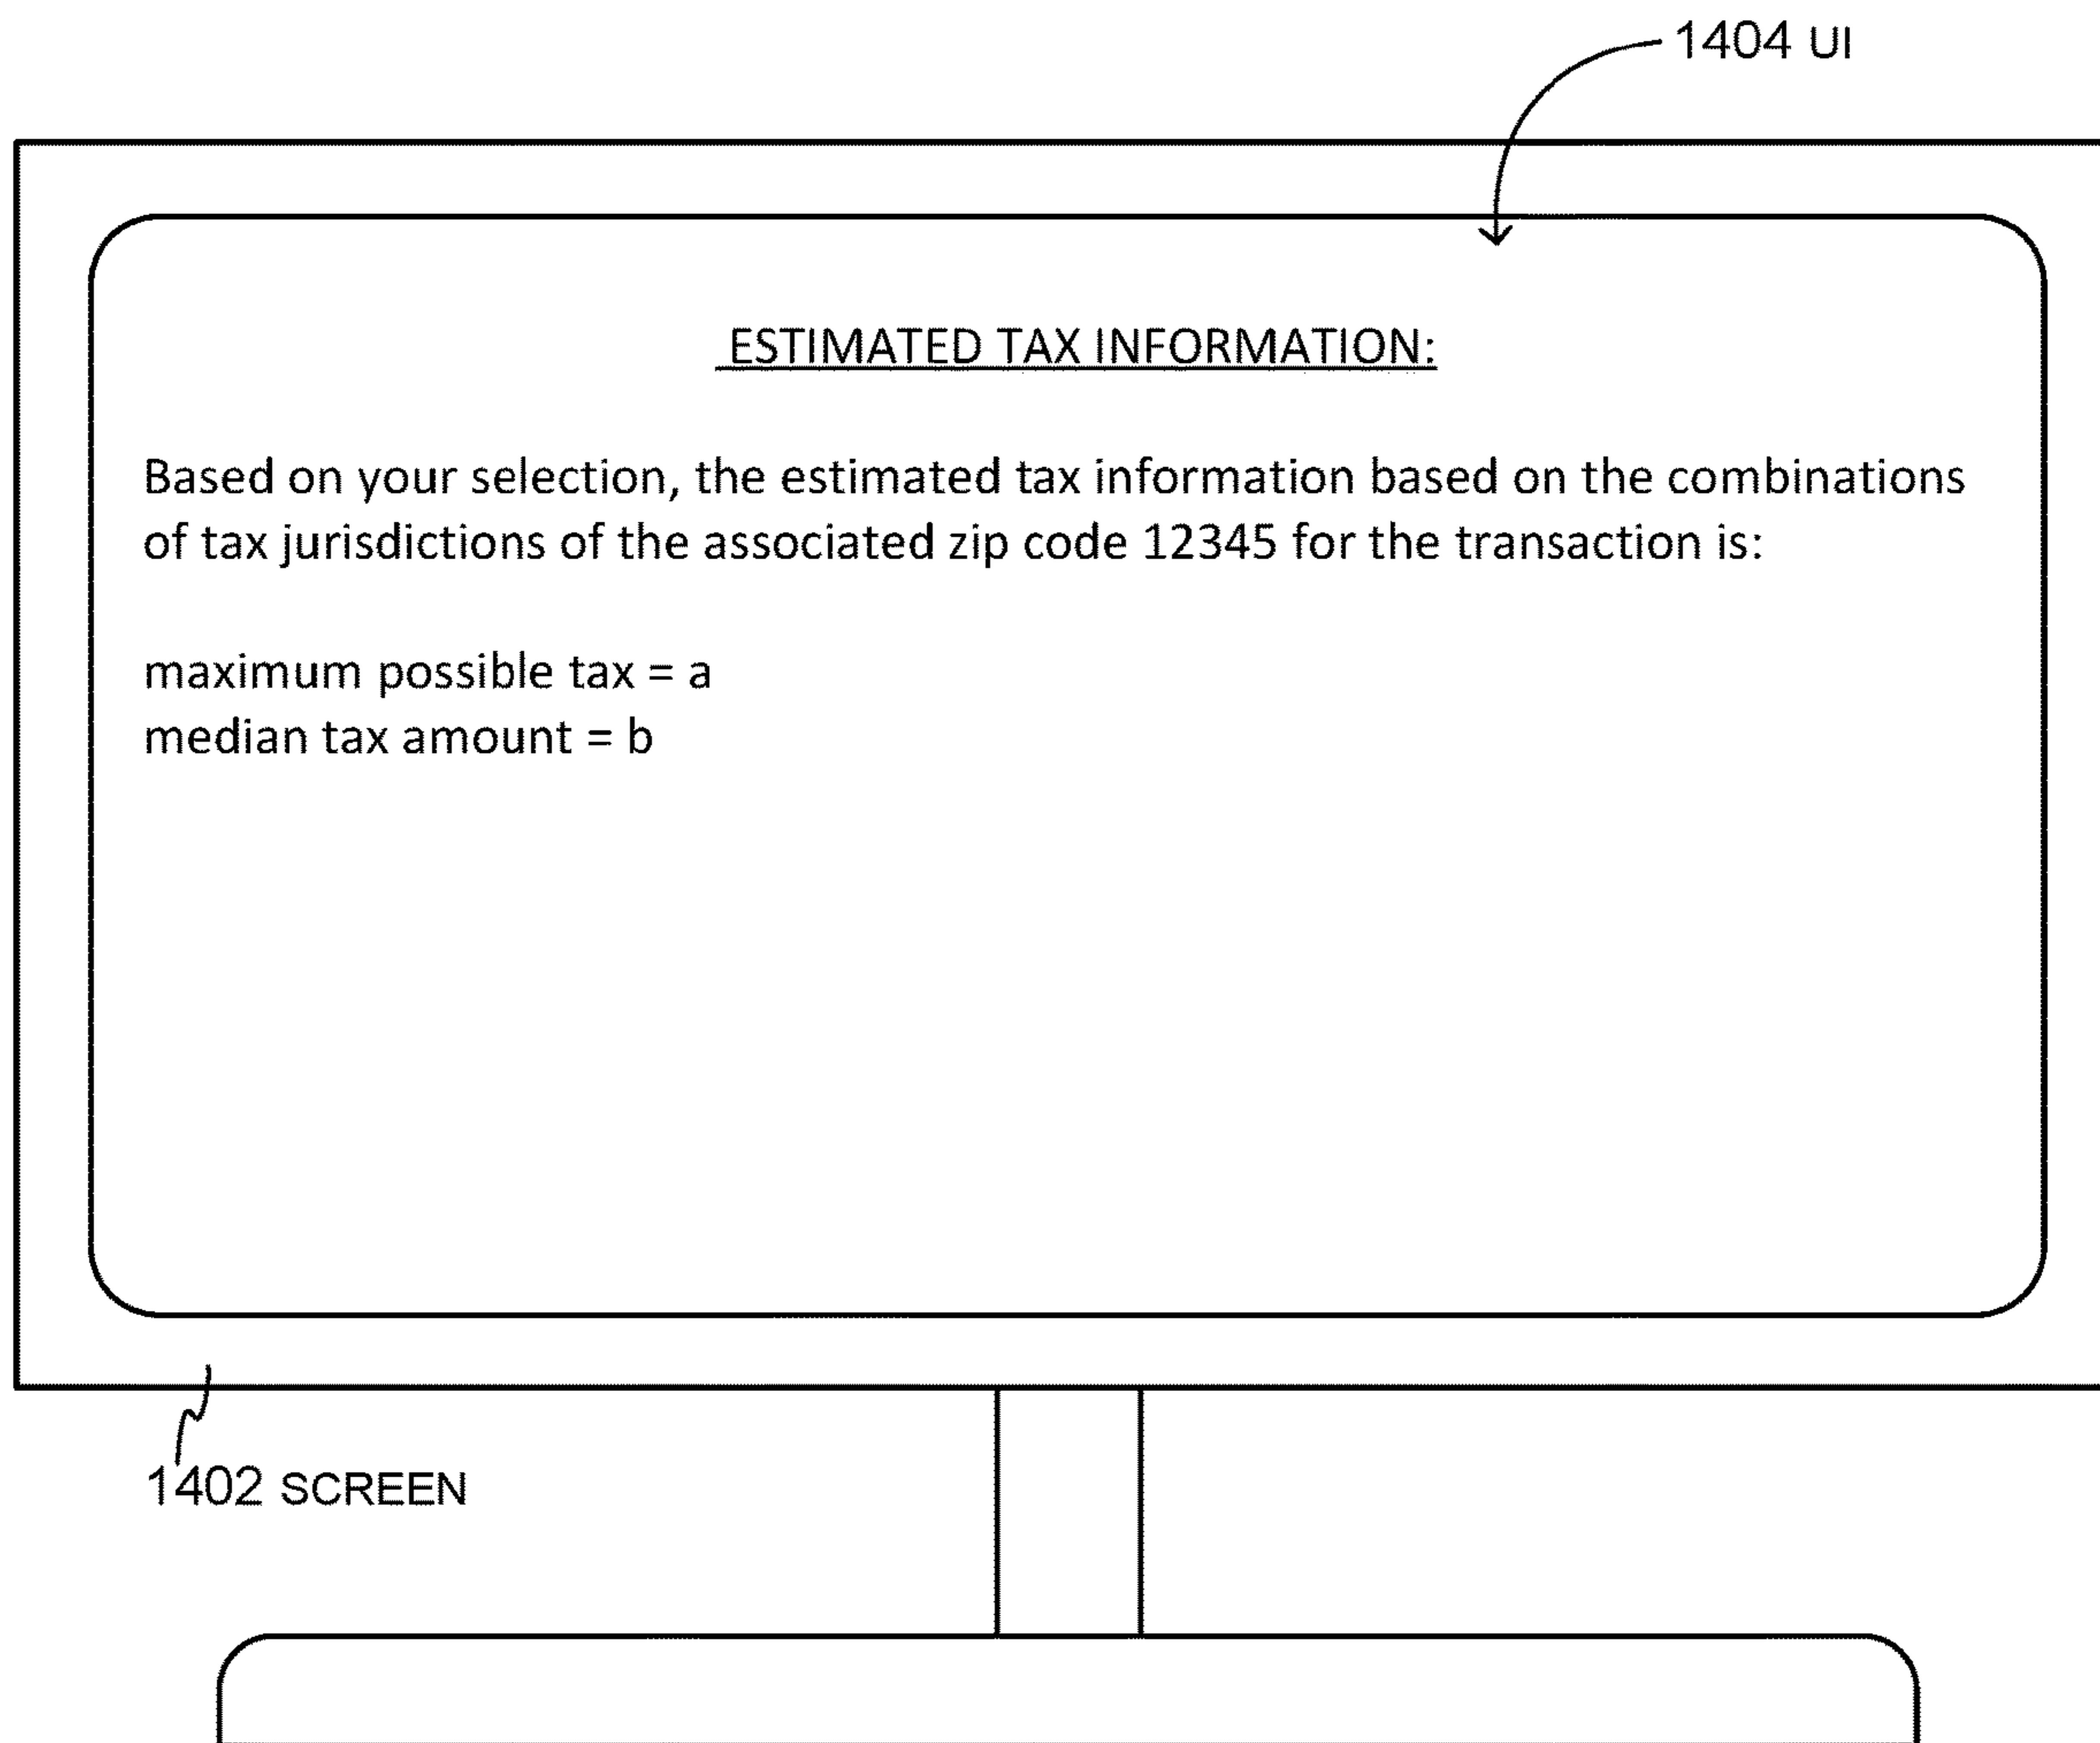 1404 UI
ESTIMATED TAX INFORMATION:
Based on your selection, the estimated tax information based on the combinations
of tax jurisdictions of the associated zip code 12345 for the transaction is:
maximum possible tax = a
median tax amount = b
1402 SCREEN